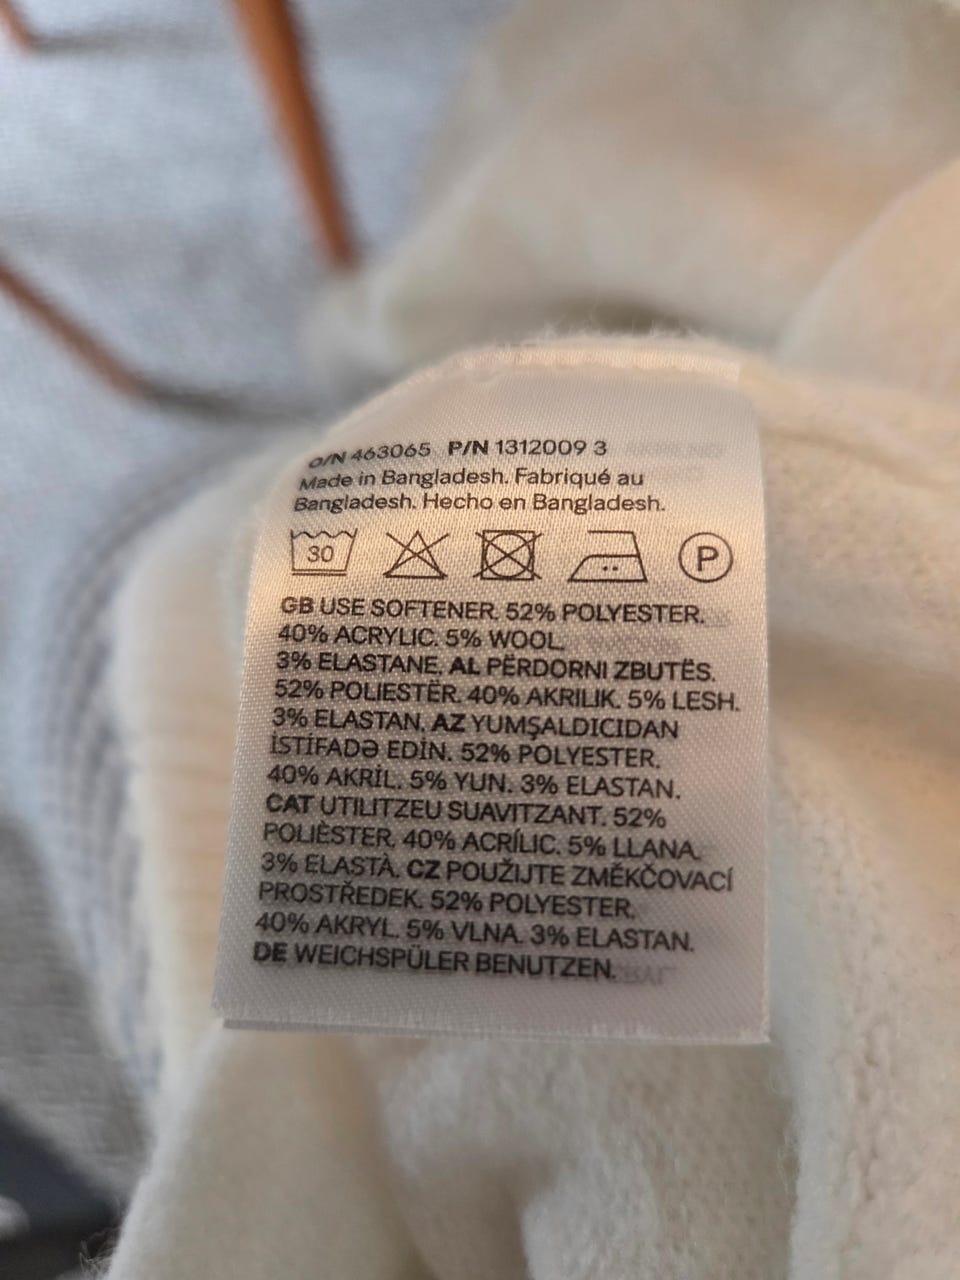 O/N 463065 P/N 1312009 3
Made in Bangladesh. Fabriqué au
Bangladesh. Hecho en Bangladesh.
30 P
GB USE SOFTENER. 52% POLYESTER.
40% ACRYLIC. 5% WOOL.
3% ELASTANE. AL PËRDORNI ZBUTËS.
52% POLIESTËR. 40% AKRILIK. 5% LESH.
3% ELASTAN. AZ YUMŞALDICIDAN
İSTİFADƏ EDİN. 52% POLYESTER.
40% AKRİL. 5% YUN. 3% ELASTAN.
CAT UTILITZEU SUAVITZANT. 52%
POLIÈSTER. 40% ACRÍLIC. 5% LLANA.
3% ELASTÀ. CZ POUŽIJTE ZMĚKČOVACÍ
PROSTŘEDEK. 52% POLYESTER.
40% AKRYL. 5% VLNA. 3% ELASTAN.
DE WEICHSPÜLER BENUTZEN.